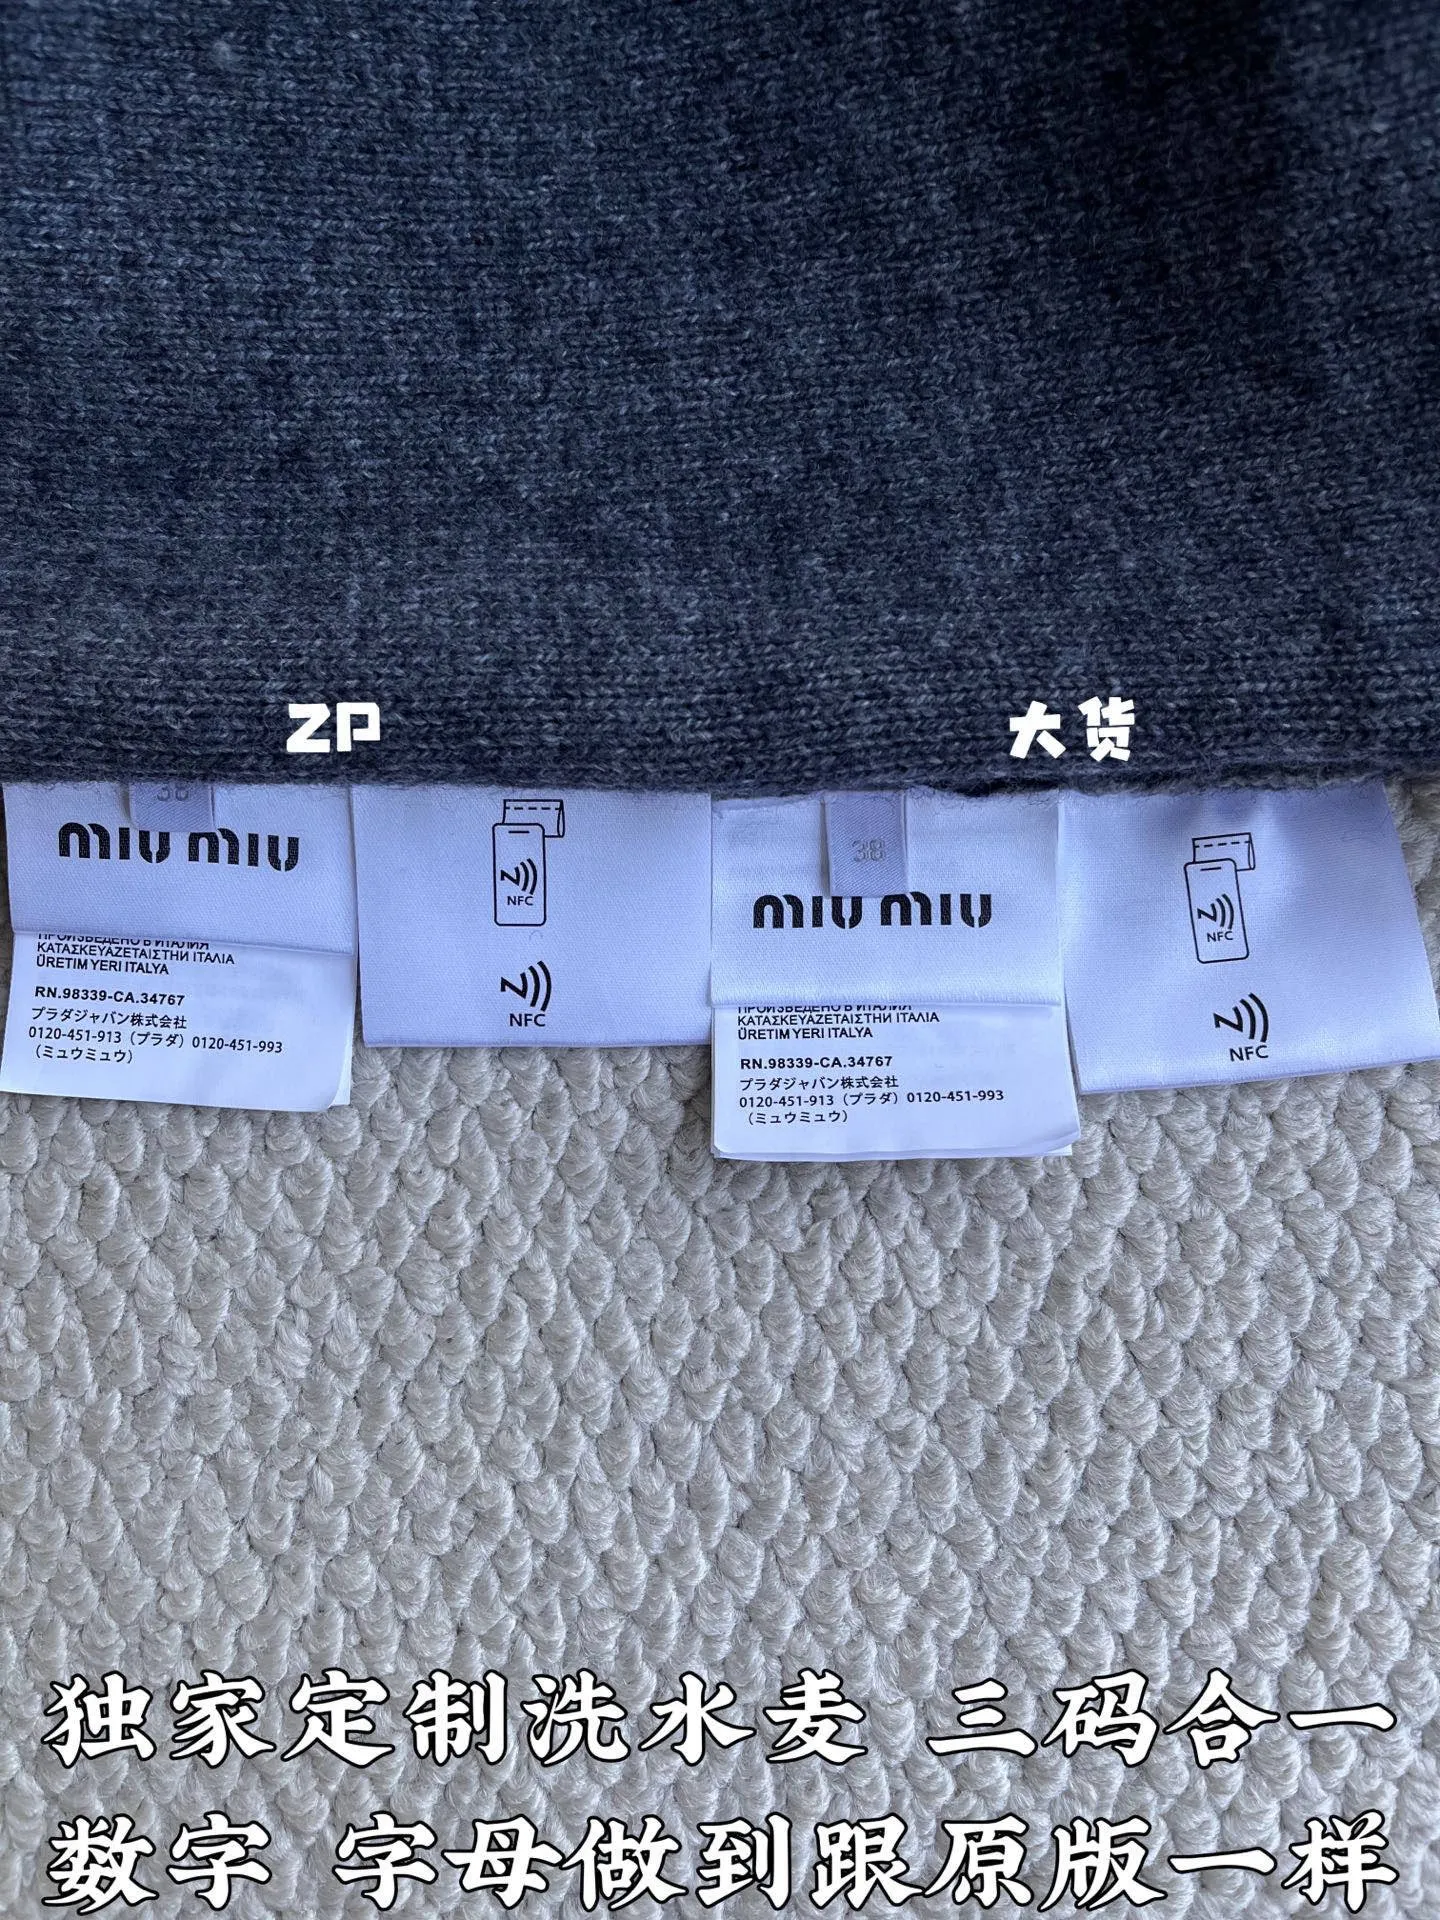 ZP
大货
38
miu miu
NFC
NFC
ПРОИЗВЕДЕНО В ИТАЛИЯ
ΚΑΤΑΣΚΕΥΑΖΕΤΑΙΣΤΗΝ ΙΤΑΛΙΑ
ÜRETIM YERI ITALYA
RN.98339-CA.34767
プラダジャパン株式会社
0120-451-913（プラダ）0120-451-993
（ミュウミュウ）
38
miu miu
NFC
NFC
ПРОИЗВЕДЕНО В ИТАЛИЯ
ΚΑΤΑΣΚΕΥΑΖΕΤΑΙΣΤΗΝ ΙΤΑΛΙΑ
ÜRETIM YERI ITALYA
RN.98339-CA.34767
プラダジャパン株式会社
0120-451-913（プラダ）0120-451-993
（ミュウミュウ）
独家定制洗水麦 三码合一
数字 字母做到跟原版一样